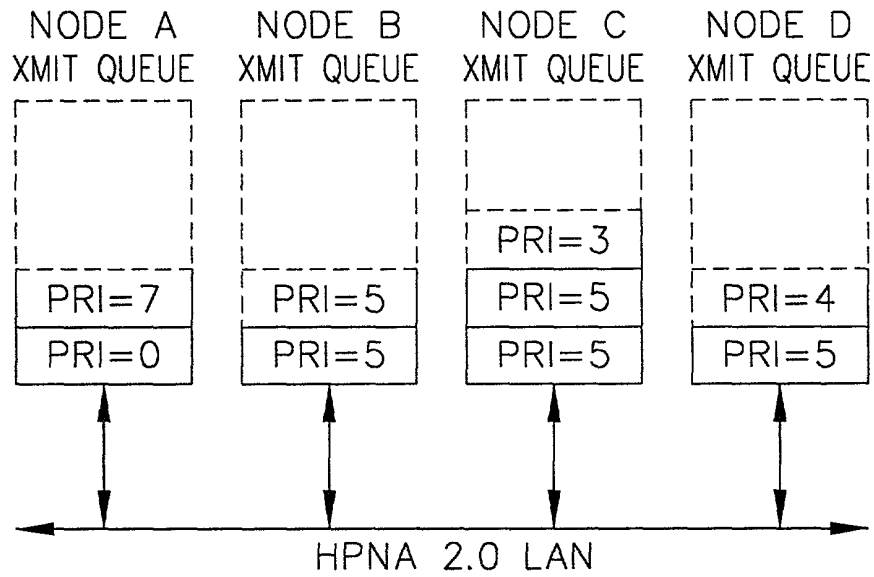 NODE A NODE B NODE C NODE D
XMIT QUEUE XMIT QUEUE XMIT QUEUE XMIT QUEUE
PRI=3
PRI=7 PRI=5 PRI=5 PRI=4
PRI=0 PRI=5 PRI=5 PRI=5
HPNA 2.0 LAN